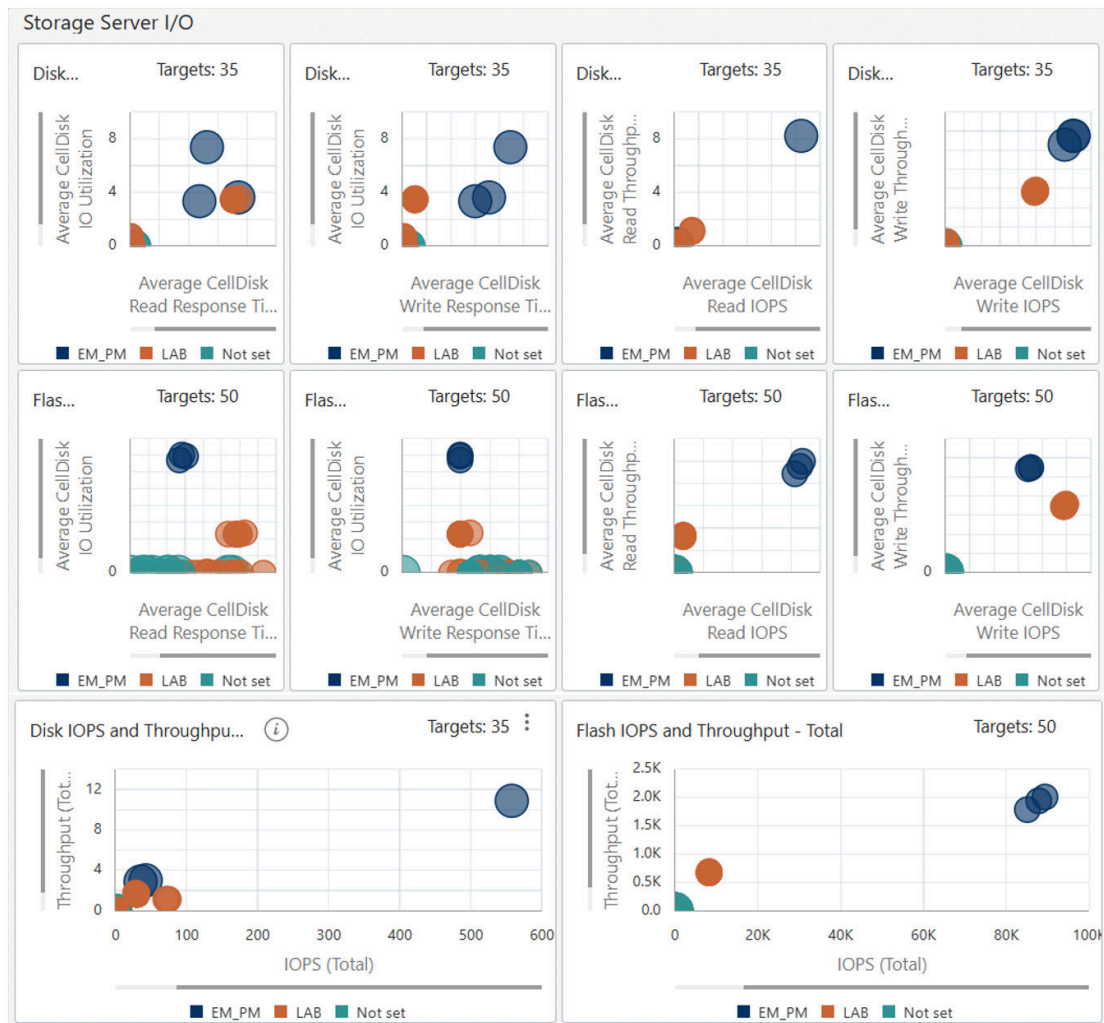 Storage Server I/O
Disk...
Targets: 35
8
4
0
Average CellDisk
IO Utilization
Average CellDisk
Read Response Ti...
EM_PM
LAB
Not set
Disk...
Targets: 35
8
4
0
Average CellDisk
IO Utilization
Average CellDisk
Write Response Ti...
EM_PM
LAB
Not set
Disk...
Targets: 35
8
4
0
Average CellDisk
Read Throughp...
Average CellDisk
Read IOPS
EM_PM
LAB
Not set
Disk...
Targets: 35
Average CellDisk
Write Through...
Average CellDisk
Write IOPS
EM_PM
LAB
Not set
Flas...
Targets: 50
0
Average CellDisk
IO Utilization
Average CellDisk
Read Response Ti...
EM_PM
LAB
Not set
Flas...
Targets: 50
0
Average CellDisk
IO Utilization
Average CellDisk
Write Response Ti...
EM_PM
LAB
Not set
Flas...
Targets: 50
Average CellDisk
Read Throughp...
Average CellDisk
Read IOPS
EM_PM
LAB
Not set
Flas...
Targets: 50
0
Average CellDisk
Write Through...
Average CellDisk
Write IOPS
EM_PM
LAB
Not set
Disk IOPS and Throughpu...
i
Targets: 35
12
8
4
0
Throughput (Tot...
0 100 200 300 400 500 600
IOPS (Total)
EM_PM
LAB
Not set
Flash IOPS and Throughput - Total
Targets: 50
2.5K
2.0K
1.5K
1.0K
0.5K
0.0
Throughput (Tot...
0 20K 40K 60K 80K 100K
IOPS (Total)
EM_PM
LAB
Not set